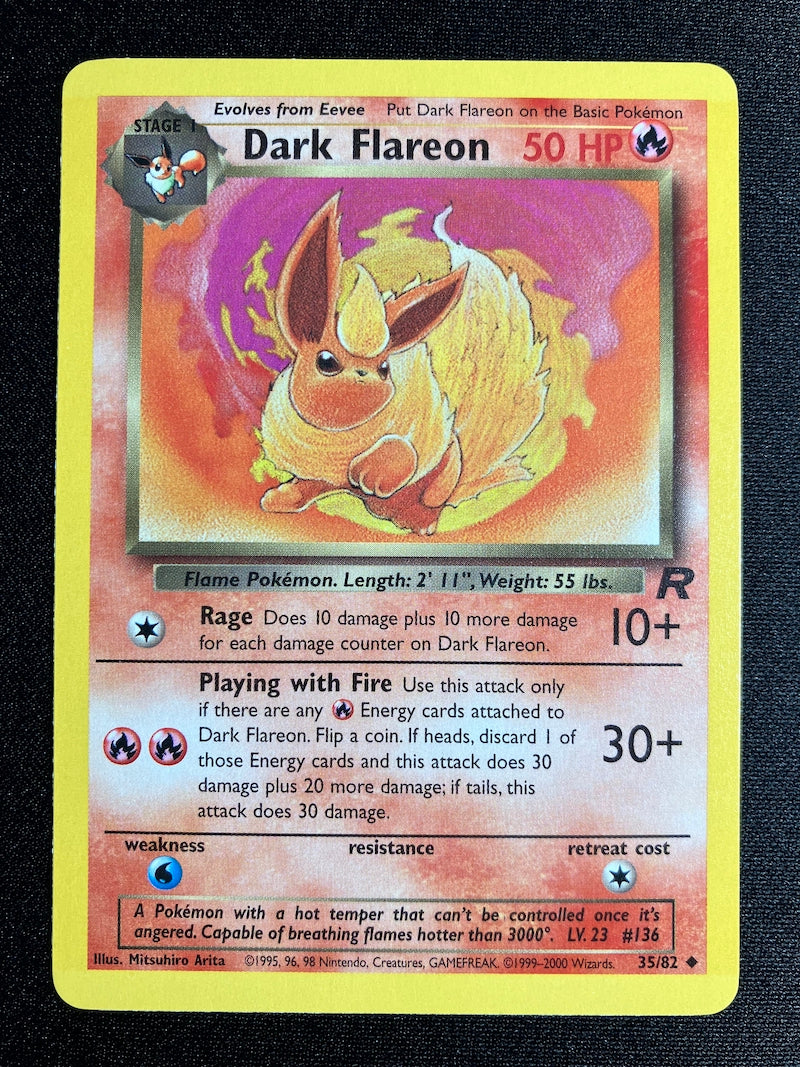 Evolves from Eevee Put Dark Flareon on the Basic Pokémon
STAGE 1
Dark Flareon 50 HP
Flame Pokémon. Length: 2' 11", Weight: 55 lbs.
R
Rage Does 10 damage plus 10 more damage
for each damage counter on Dark Flareon.
10+
Playing with Fire Use this attack only
if there are any Energy cards attached to
Dark Flareon. Flip a coin. If heads, discard 1 of
those Energy cards and this attack does 30
damage plus 20 more damage; if tails, this
attack does 30 damage.
30+
weakness resistance retreat cost
A Pokémon with a hot temper that can't be controlled once it's
angered. Capable of breathing flames hotter than 3000°. LV. 23 #136
Illus. Mitsuhiro Arita ©1995, 96, 98 Nintendo, Creatures, GAMEFREAK. ©1999–2000 Wizards. 35/82